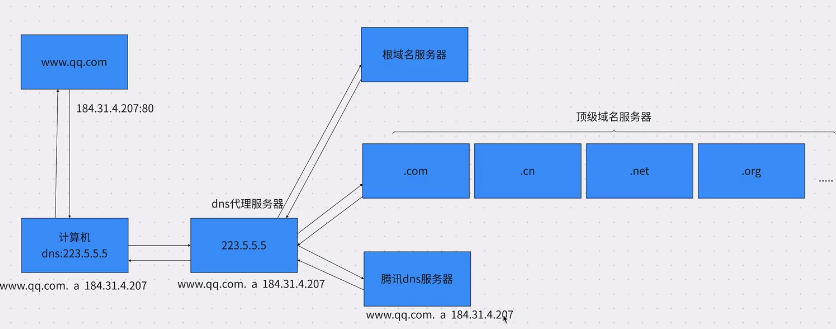 www.qq.com
根域名服务器
184.31.4.207:80
顶级域名服务器
.com
.cn
.net
.org
......
dns代理服务器
计算机
dns:223.5.5.5
223.5.5.5
腾讯dns服务器
www.qq.com. a 184.31.4.207
www.qq.com. a 184.31.4.207
www.qq.com. a 184.31.4.207